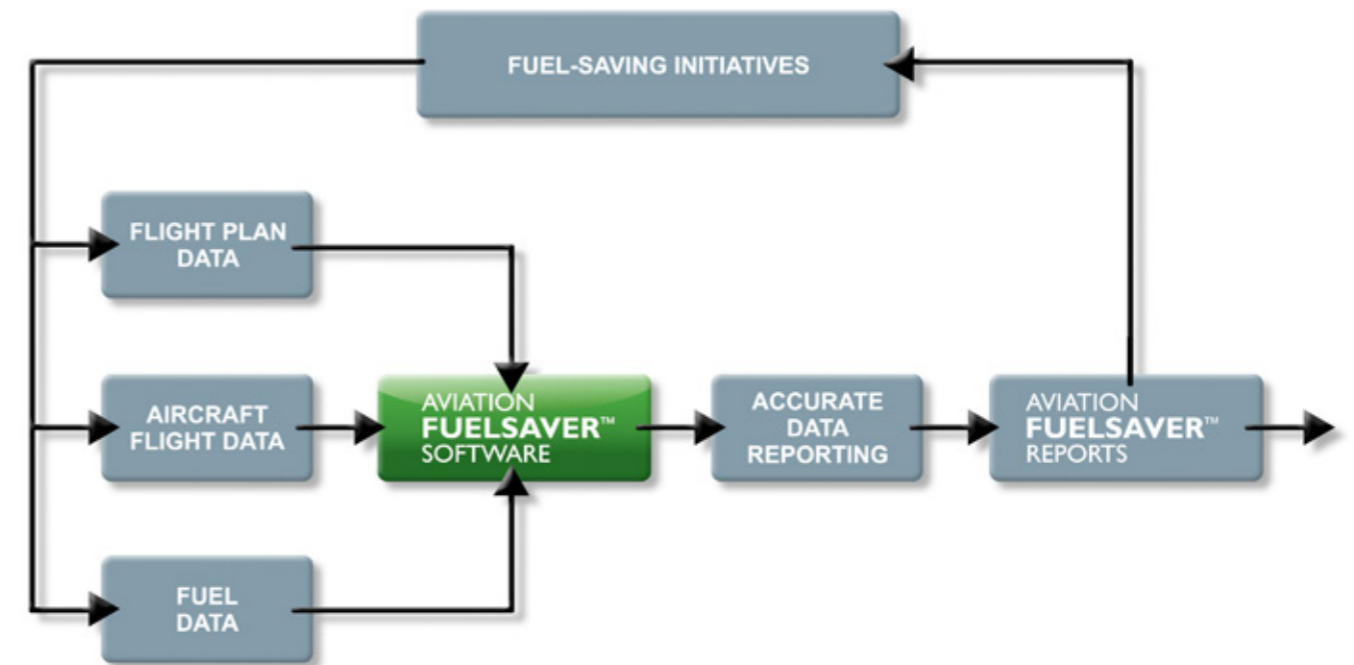 FUEL-SAVING INITIATIVES
FLIGHT PLAN
DATA
AIRCRAFT
FLIGHT DATA
FUEL
DATA
AVIATION
FUELSAVER™
SOFTWARE
ACCURATE
DATA
REPORTING
AVIATION
FUELSAVER™
REPORTS